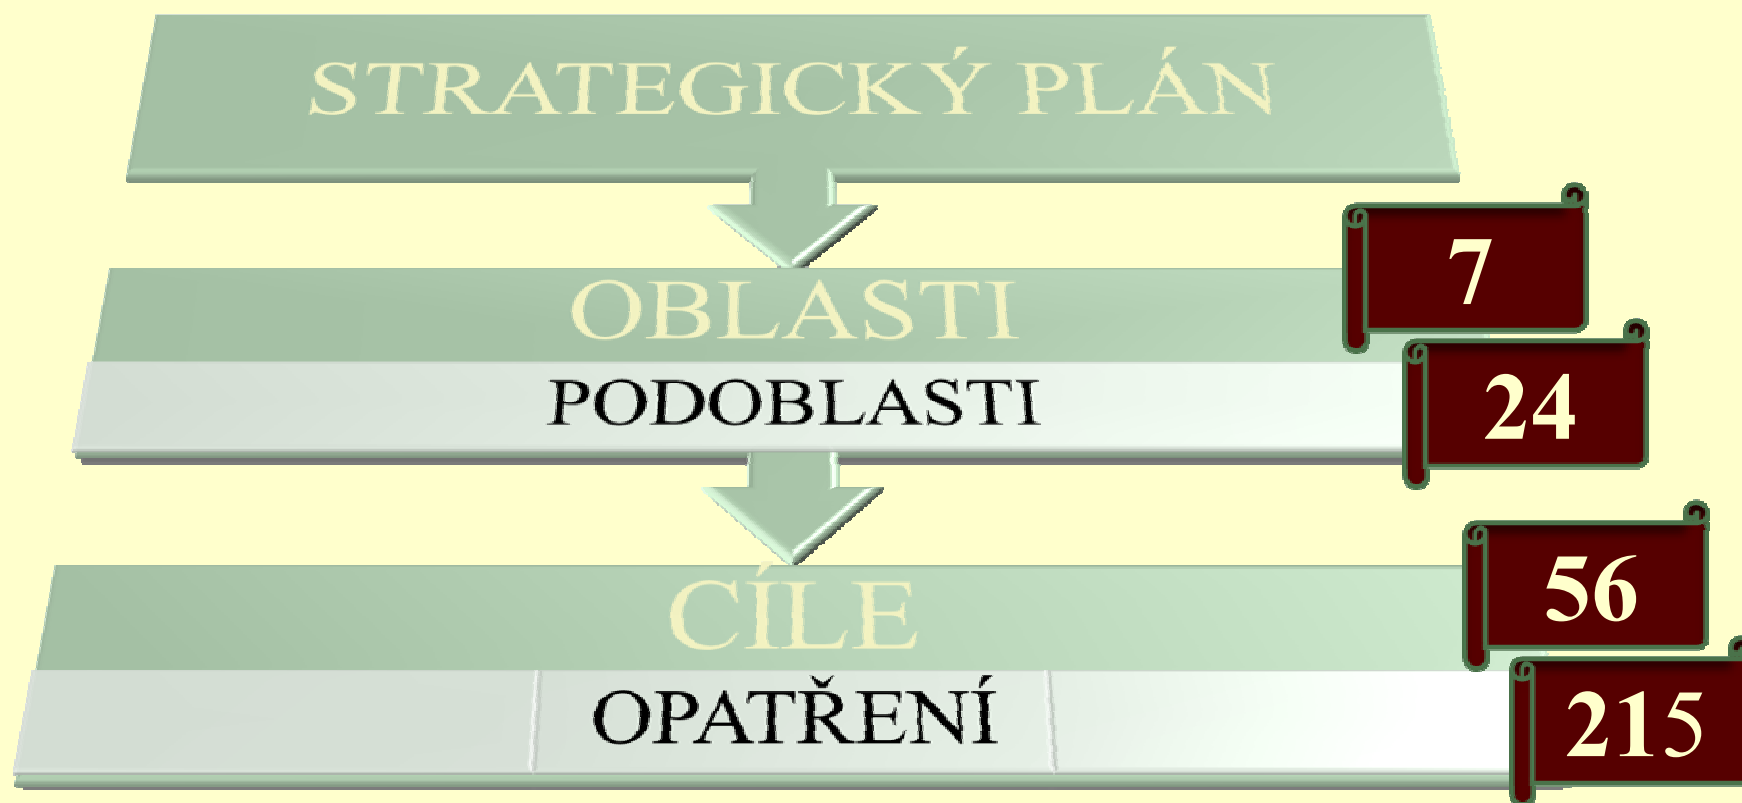 STRATEGICKÝ PLÁN
OBLASTI
7
PODOBLASTI
24
CÍLE
56
OPATŘENÍ
215